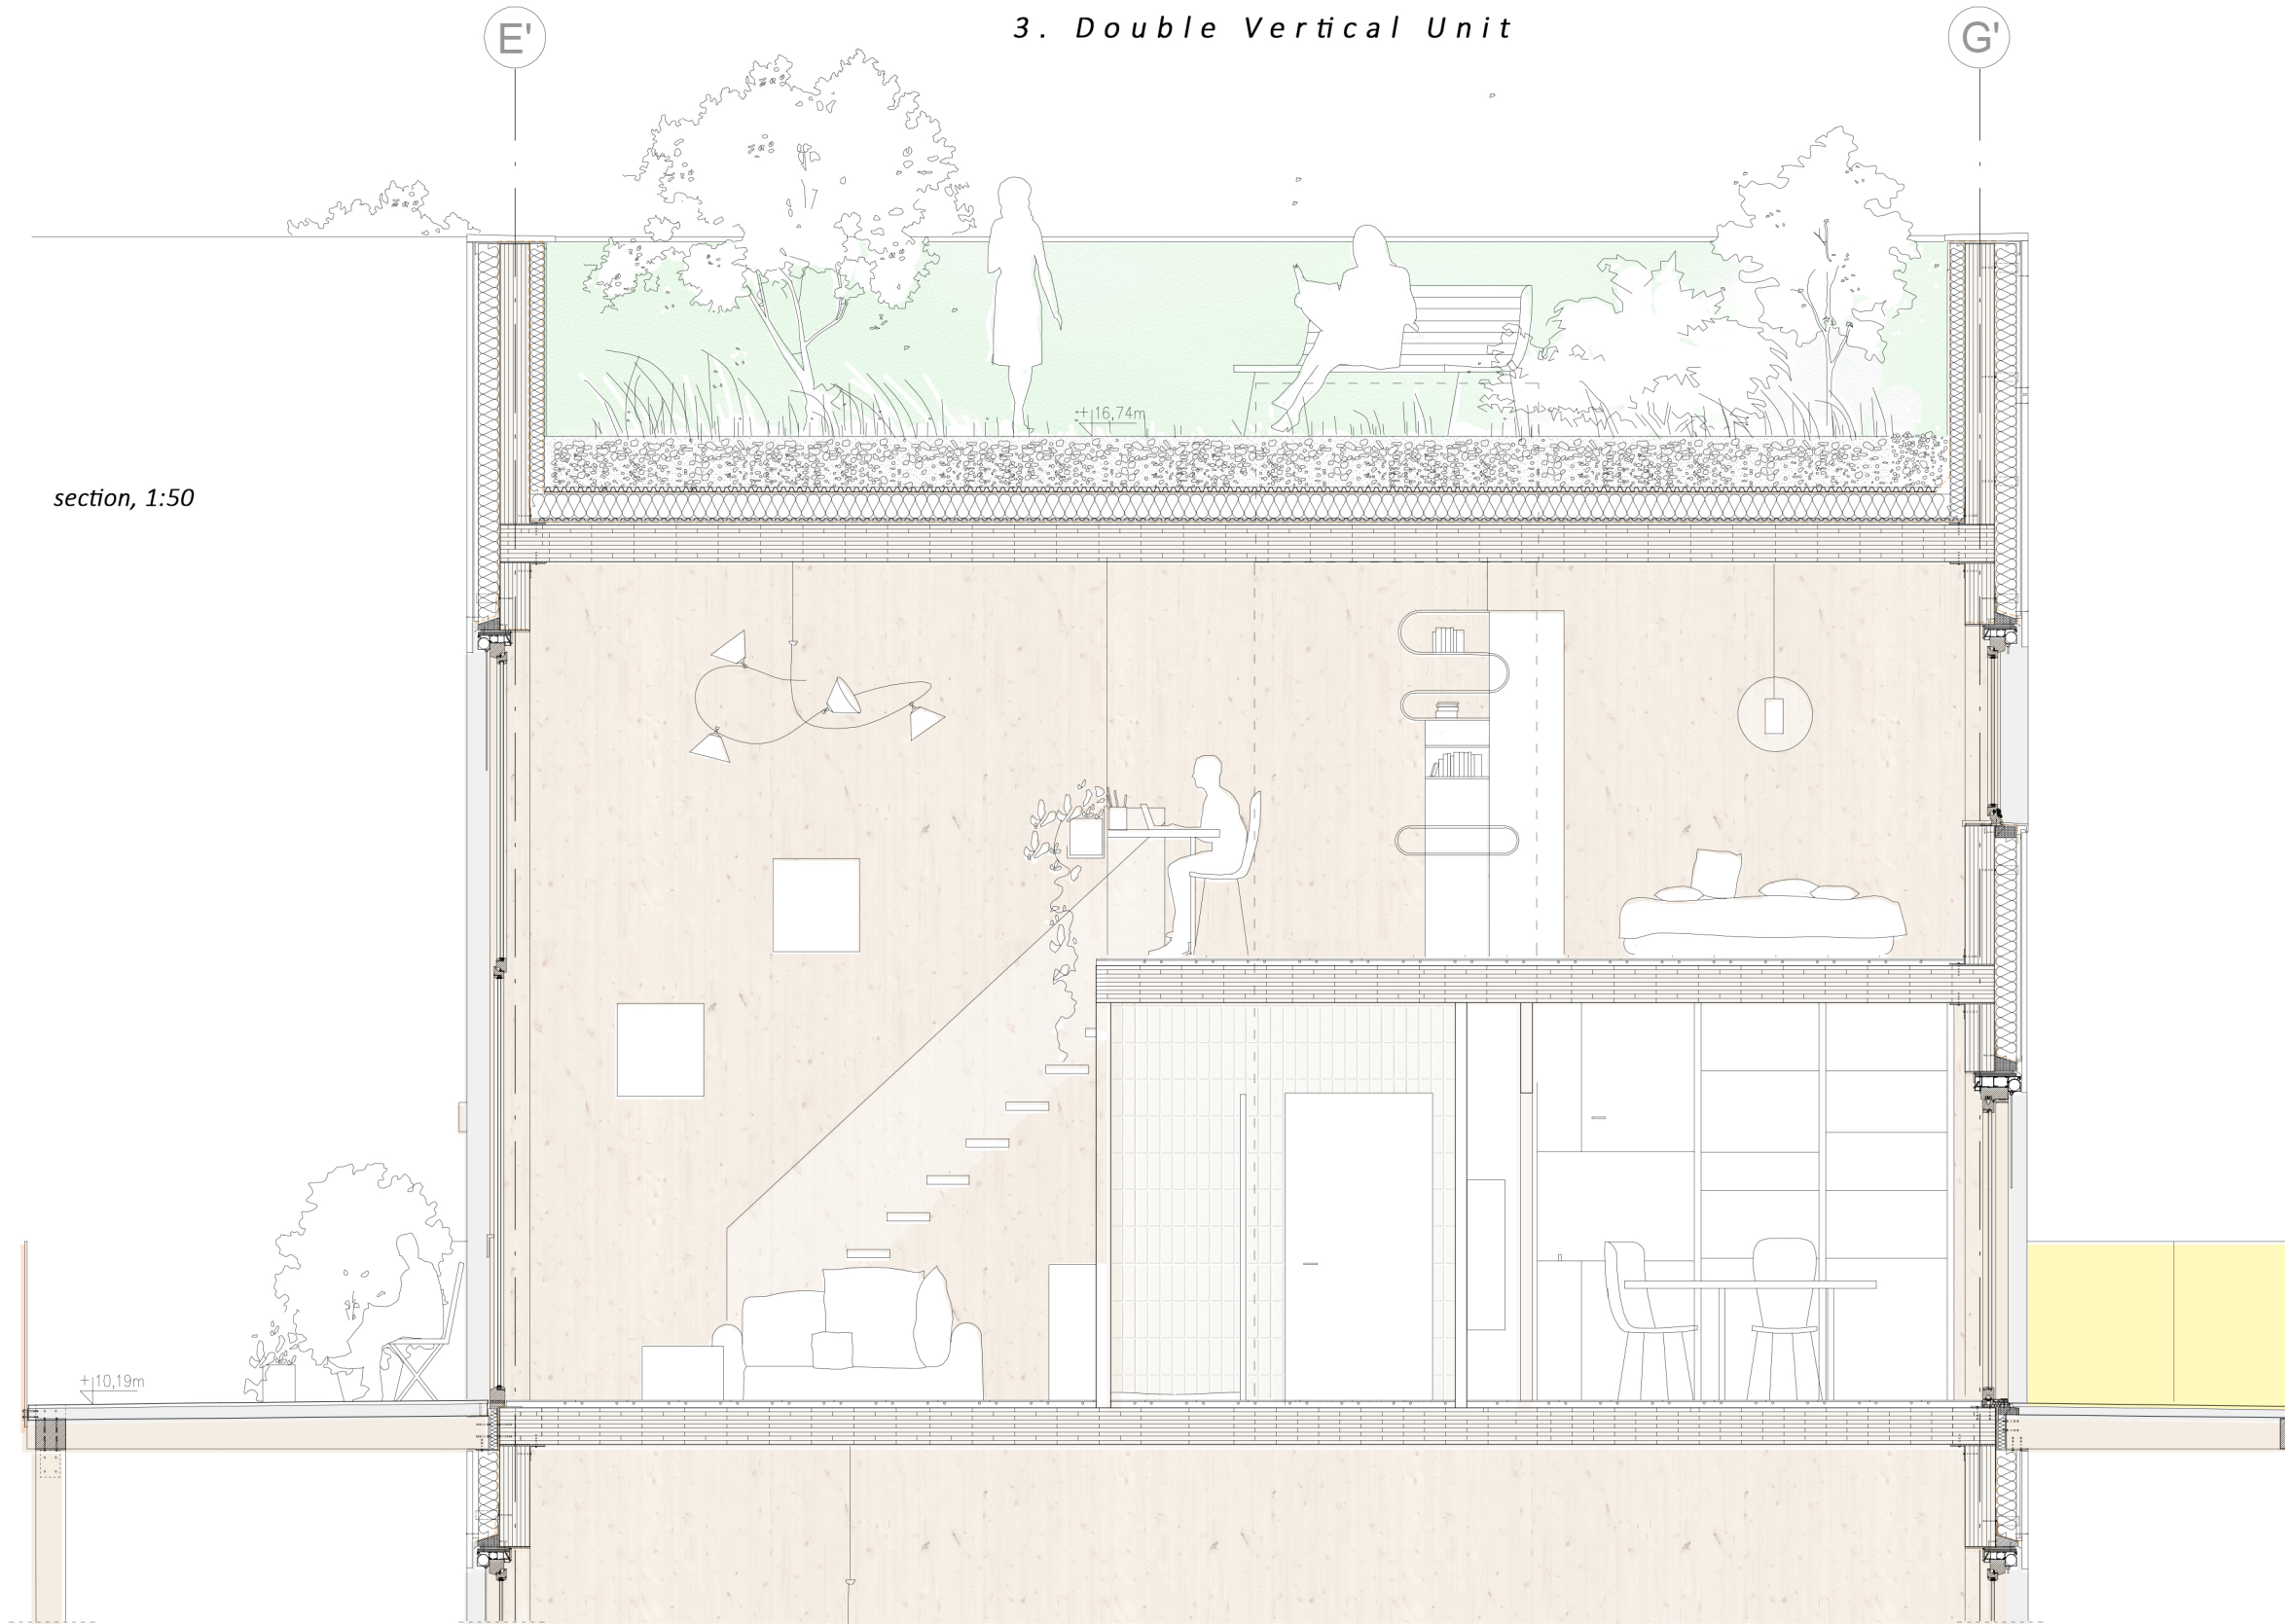 E'
3. Double Vertical Unit
G'
+16,74m
section, 1:50
+10,19m